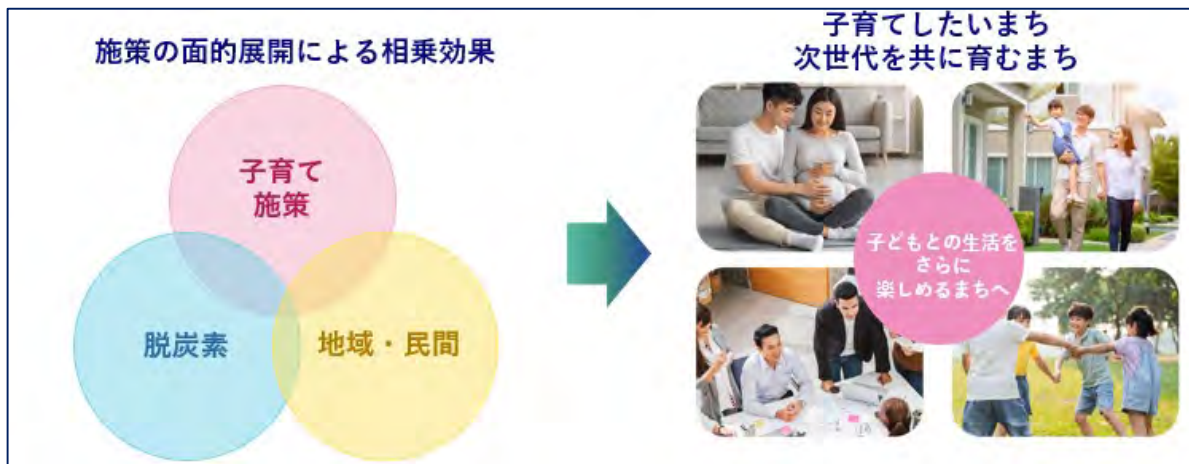 施策の面的展開による相乗効果
子育て
施策
脱炭素
地域・民間
子育てしたいまち
次世代を共に育むまち
子どもとの生活を
さらに
楽しめるまちへ